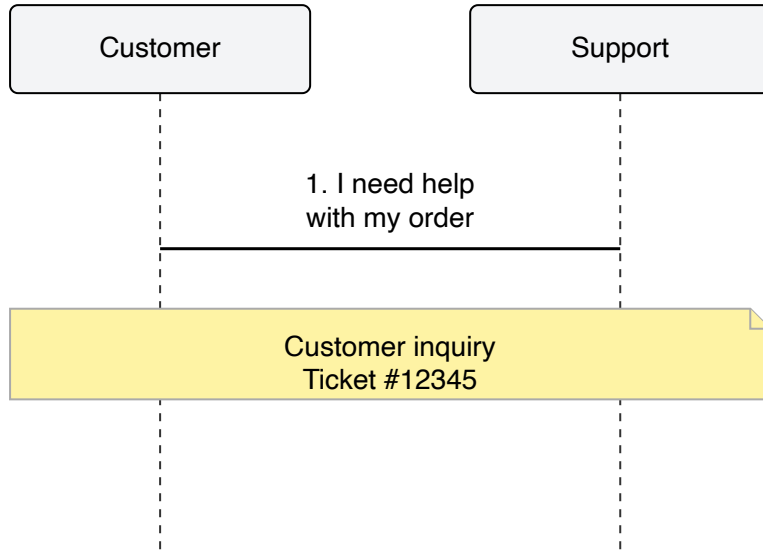 Customer
Support
1. I need help
with my order
Customer inquiry
Ticket #12345